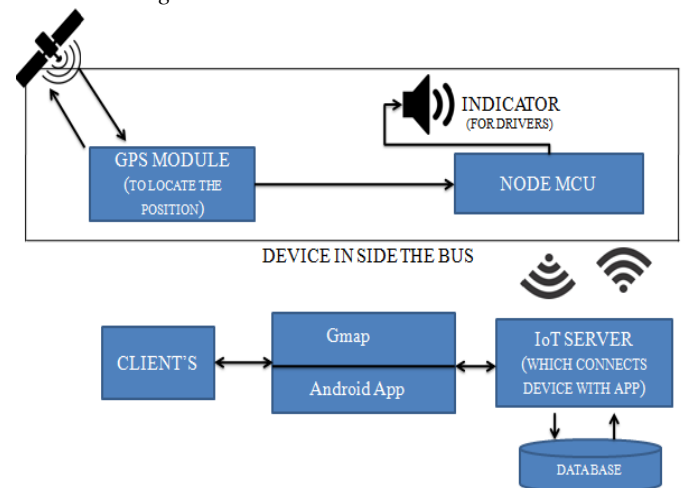 INDICATOR
(FOR DRIVERS)
GPS MODULE
(TO LOCATE THE
POSITION)
NODE MCU
DEVICE IN SIDE THE BUS
CLIENT'S
Gmap
Android App
IoT SERVER
(WHICH CONNECTS
DEVICE WITH APP)
DATABASE